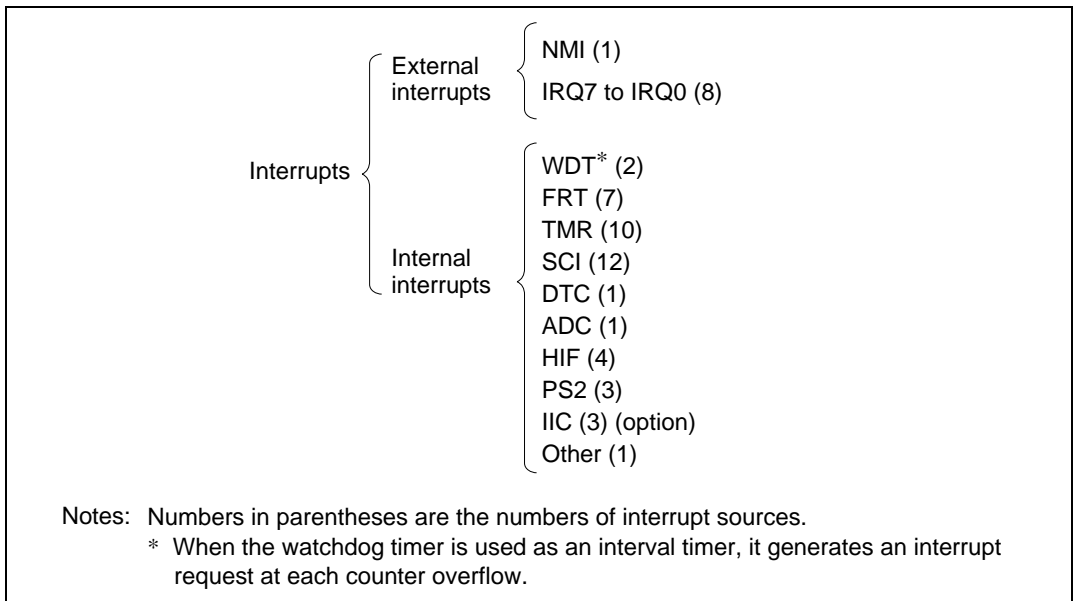 Interrupts
External
interrupts
NMI (1)
IRQ7 to IRQ0 (8)
Internal
interrupts
WDT* (2)
FRT (7)
TMR (10)
SCI (12)
DTC (1)
ADC (1)
HIF (4)
PS2 (3)
IIC (3) (option)
Other (1)
Notes: Numbers in parentheses are the numbers of interrupt sources.
* When the watchdog timer is used as an interval timer, it generates an interrupt
request at each counter overflow.